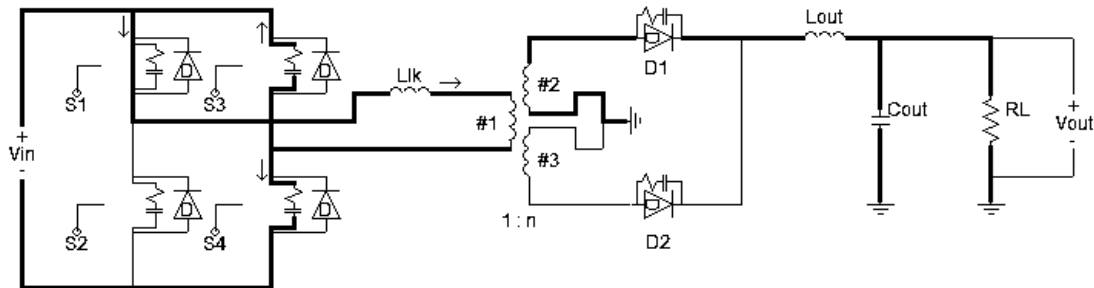 S1
S3
Llk
#1
#2
#3
D
D
D1
Lout
+
Vin
-
Cout
RL
+
Vout
-
S2
S4
D
D
1 : n
D
D
D2